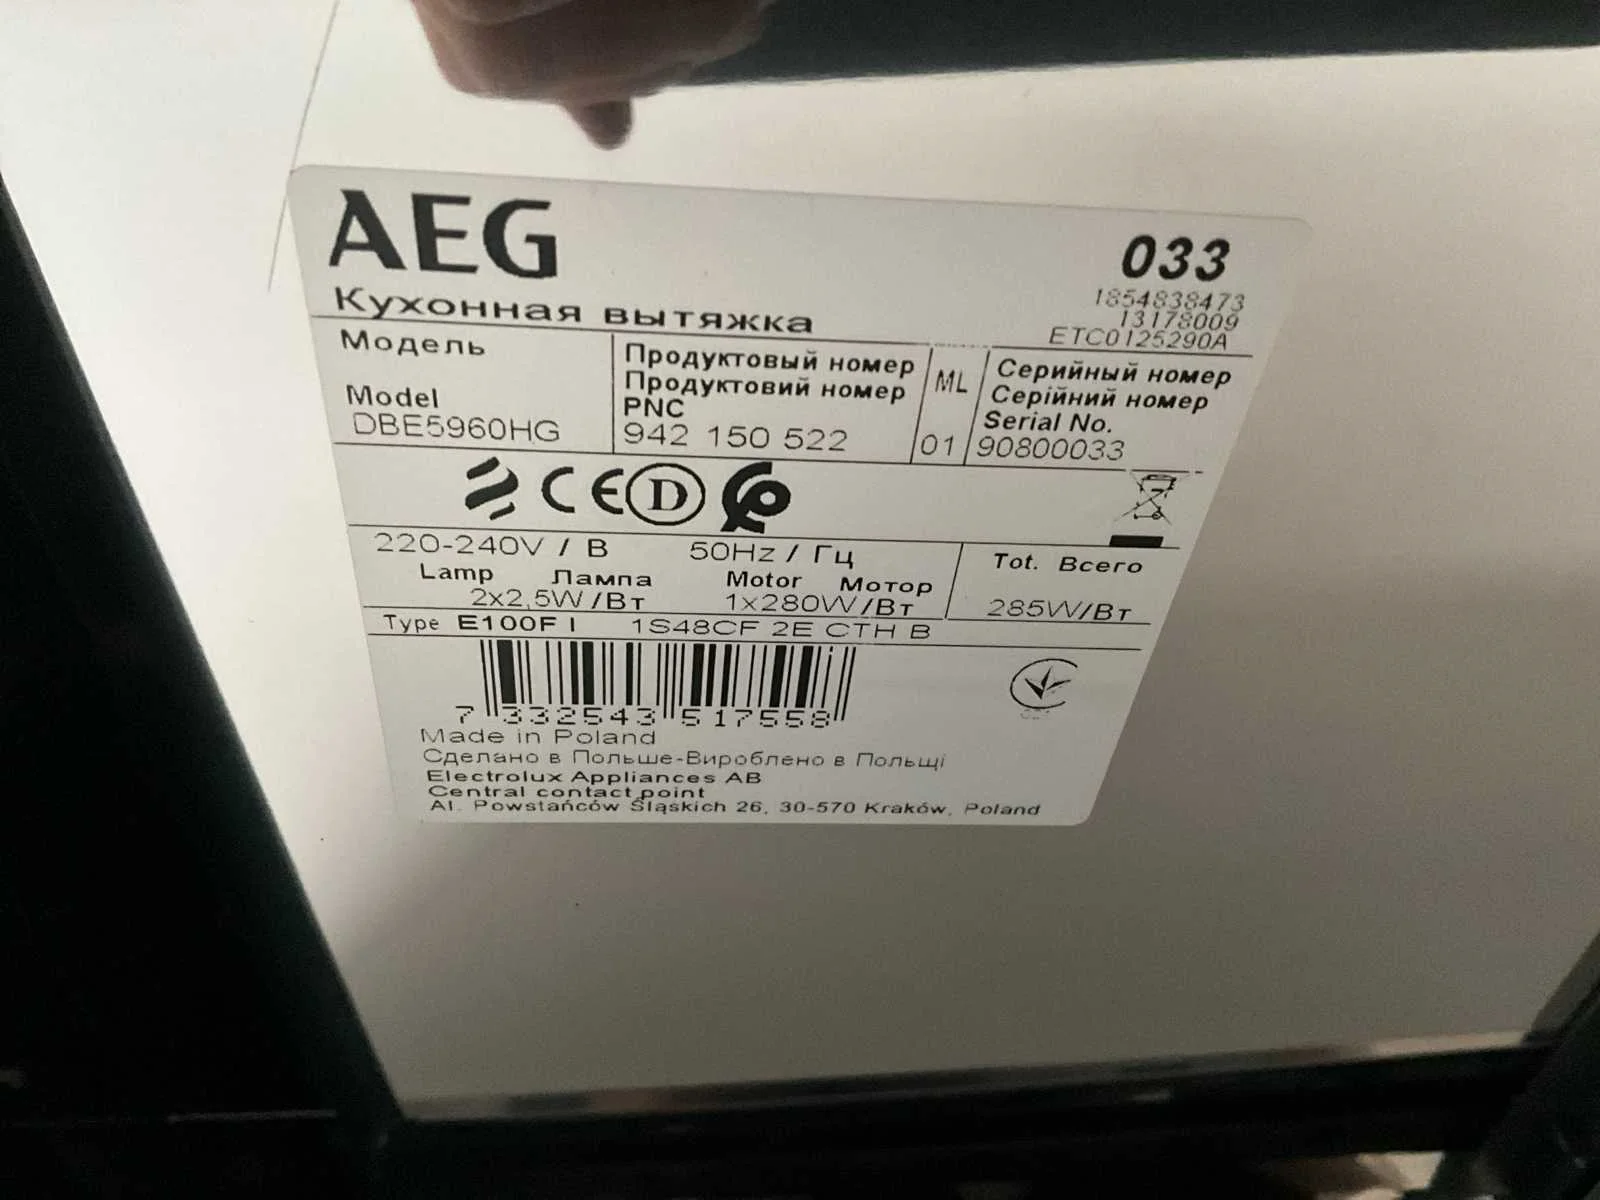 AEG
033
Кухонная вытяжка
1854838473
13178009
ETC0125290A
Модель
Model
DBE5960HG
Продуктовый номер
Продуктовий номер
PNC
942 150 522
ML
01
Серийный номер
Серійний номер
Serial No.
90800033
CE D
220-240V / В 50Hz / Гц
Lamp Лампа Motor Мотор
2x2,5W/Вт 1x280W/Вт
Tot. Всего
285W/Вт
Type E100F I 1S48CF 2E CTH B
7 332543 517558
Made in Poland
Сделано в Польше-Вироблено в Польщі
Electrolux Appliances AB
Central contact point
Al. Powstańców Śląskich 26, 30-570 Kraków, Poland